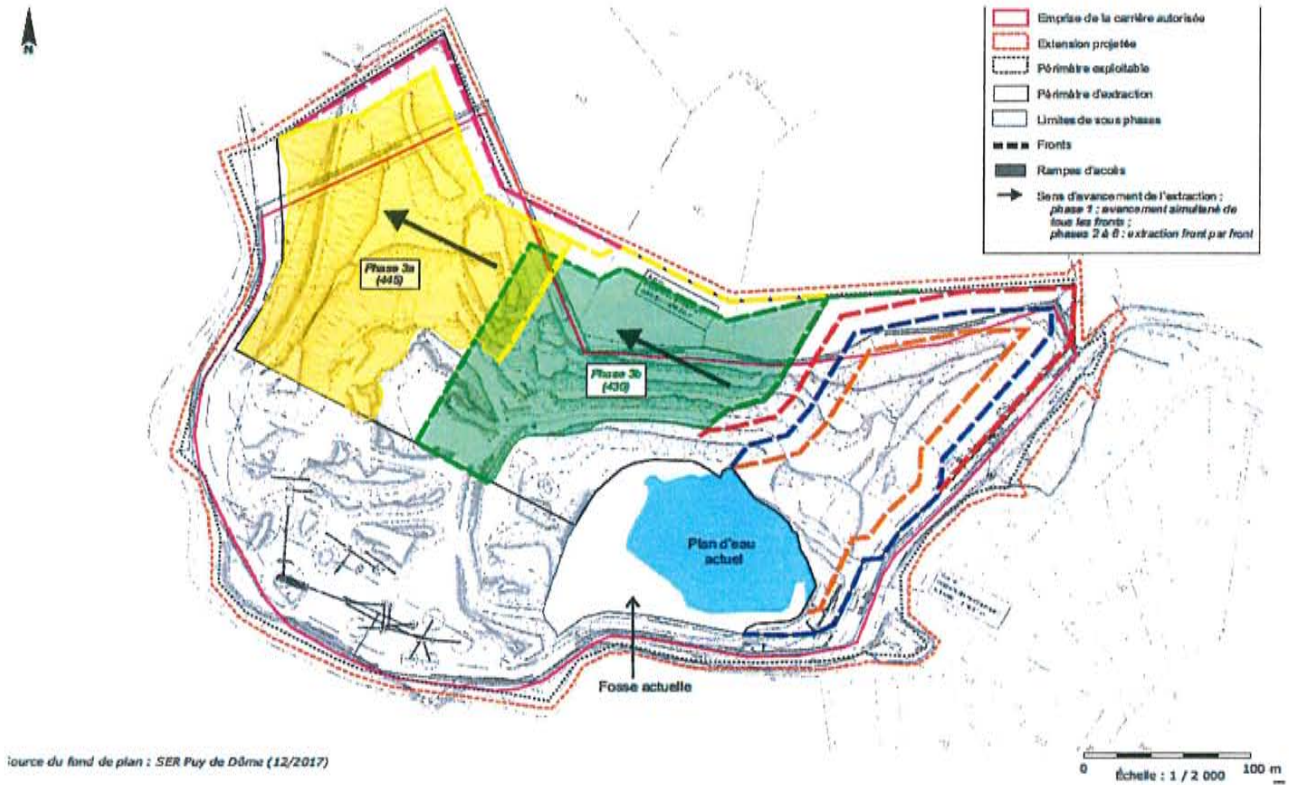 N
Emprise de la carrière autorisée
Extension projetée
Périmètre exploitable
Périmètre d'extraction
Limites de sous phases
Fronts
Rampes d'accès
Sens d'avancement de l'extraction :
phase 1 : avancement simultané de
tous les fronts ;
phases 2 à 6 : extraction front par front
Phase 3a
(445)
Phase 3b
(430)
Plan d'eau
actuel
Fosse actuelle
Source du fond de plan : SER Puy de Dôme (12/2017)
0 100 m
Échelle : 1 / 2 000